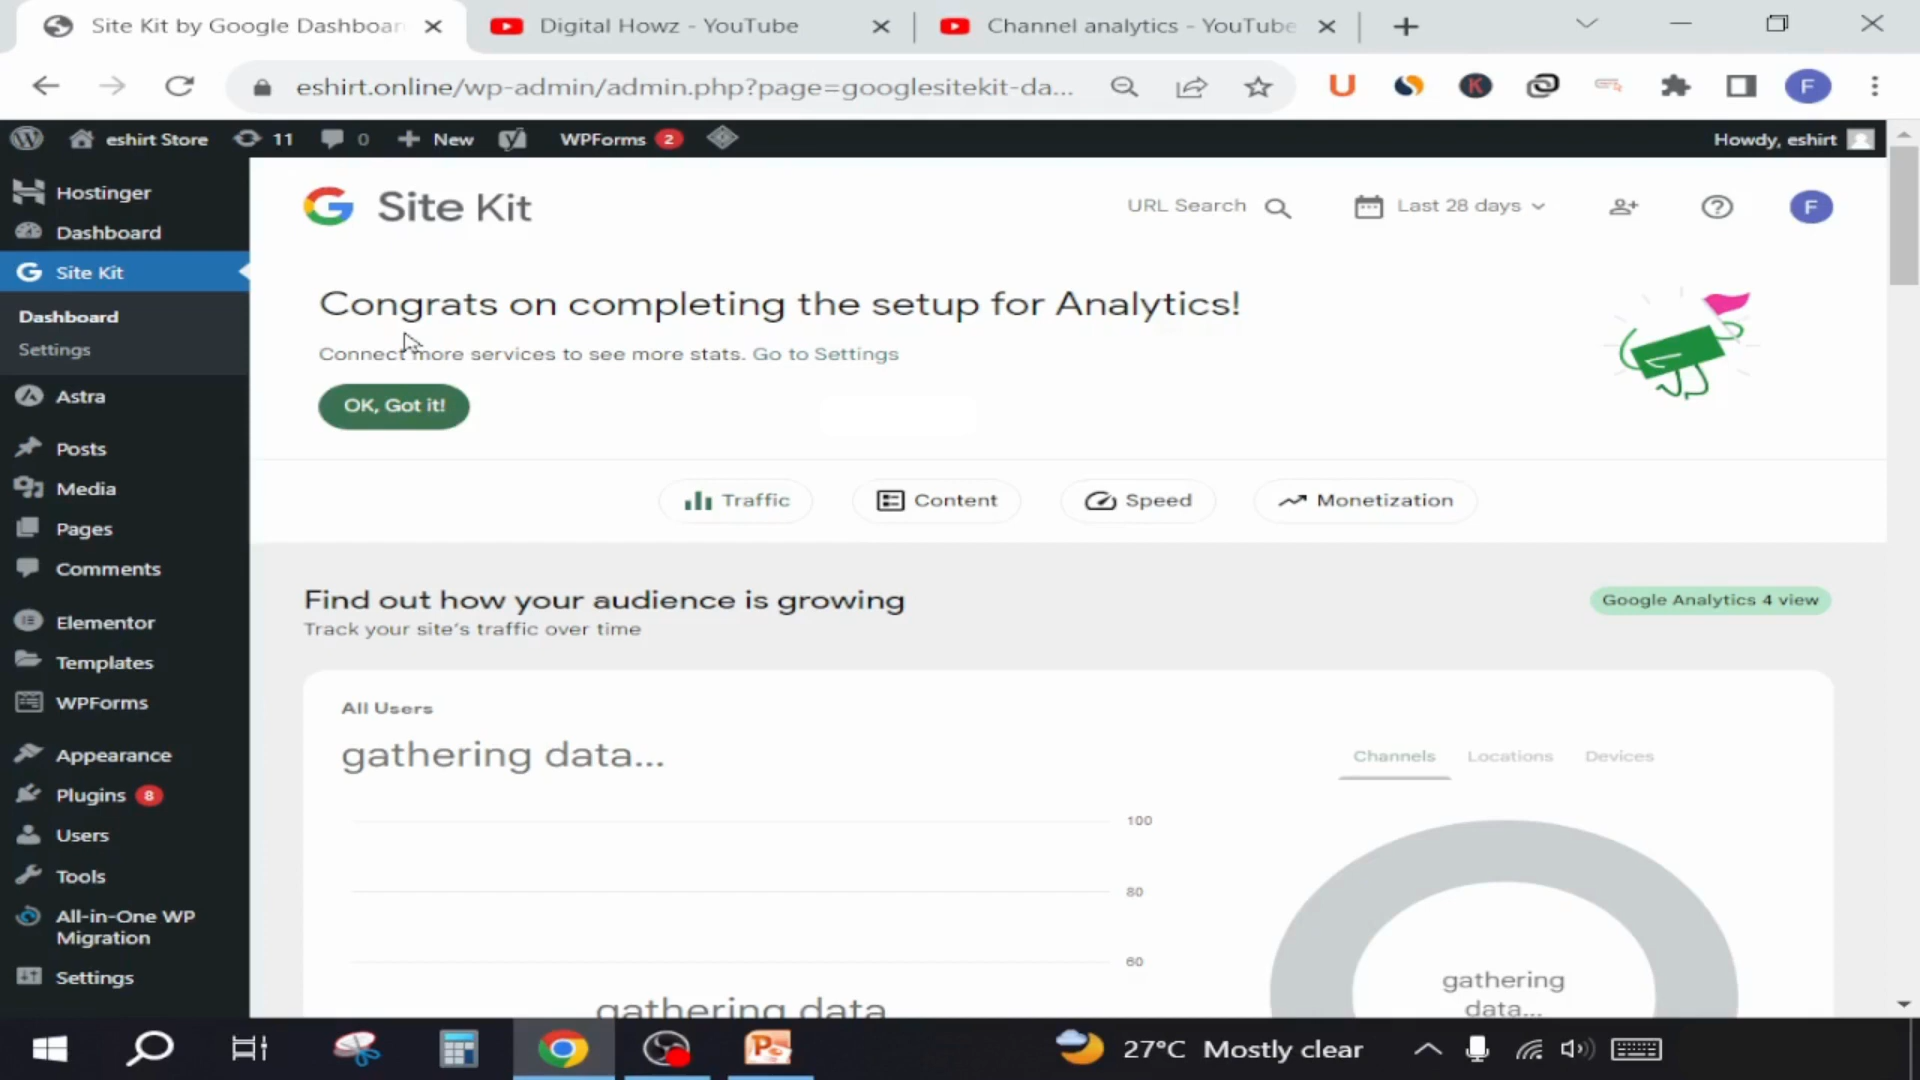 Site Kit by Google Dashboar
Digital Howz - YouTube
Channel analytics - YouTube
eshirt.online/wp-admin/admin.php?page=googlesitekit-da...
U
K
F
eshirt Store
11
0
New
WPForms 2
Howdy, eshirt
Hostinger
Dashboard
Site Kit
Dashboard
Settings
Astra
Posts
Media
Pages
Comments
Elementor
Templates
WPForms
Appearance
Plugins 8
Users
Tools
All-in-One WP
Migration
Settings
Site Kit
URL Search
Last 28 days
F
Congrats on completing the setup for Analytics!
Connect more services to see more stats. Go to Settings
OK, Got it!
Traffic
Content
Speed
Monetization
Find out how your audience is growing
Track your site's traffic over time
Google Analytics 4 view
All Users
gathering data...
Channels
Locations
Devices
100
80
60
gathering data
gathering
data...
27°C Mostly clear